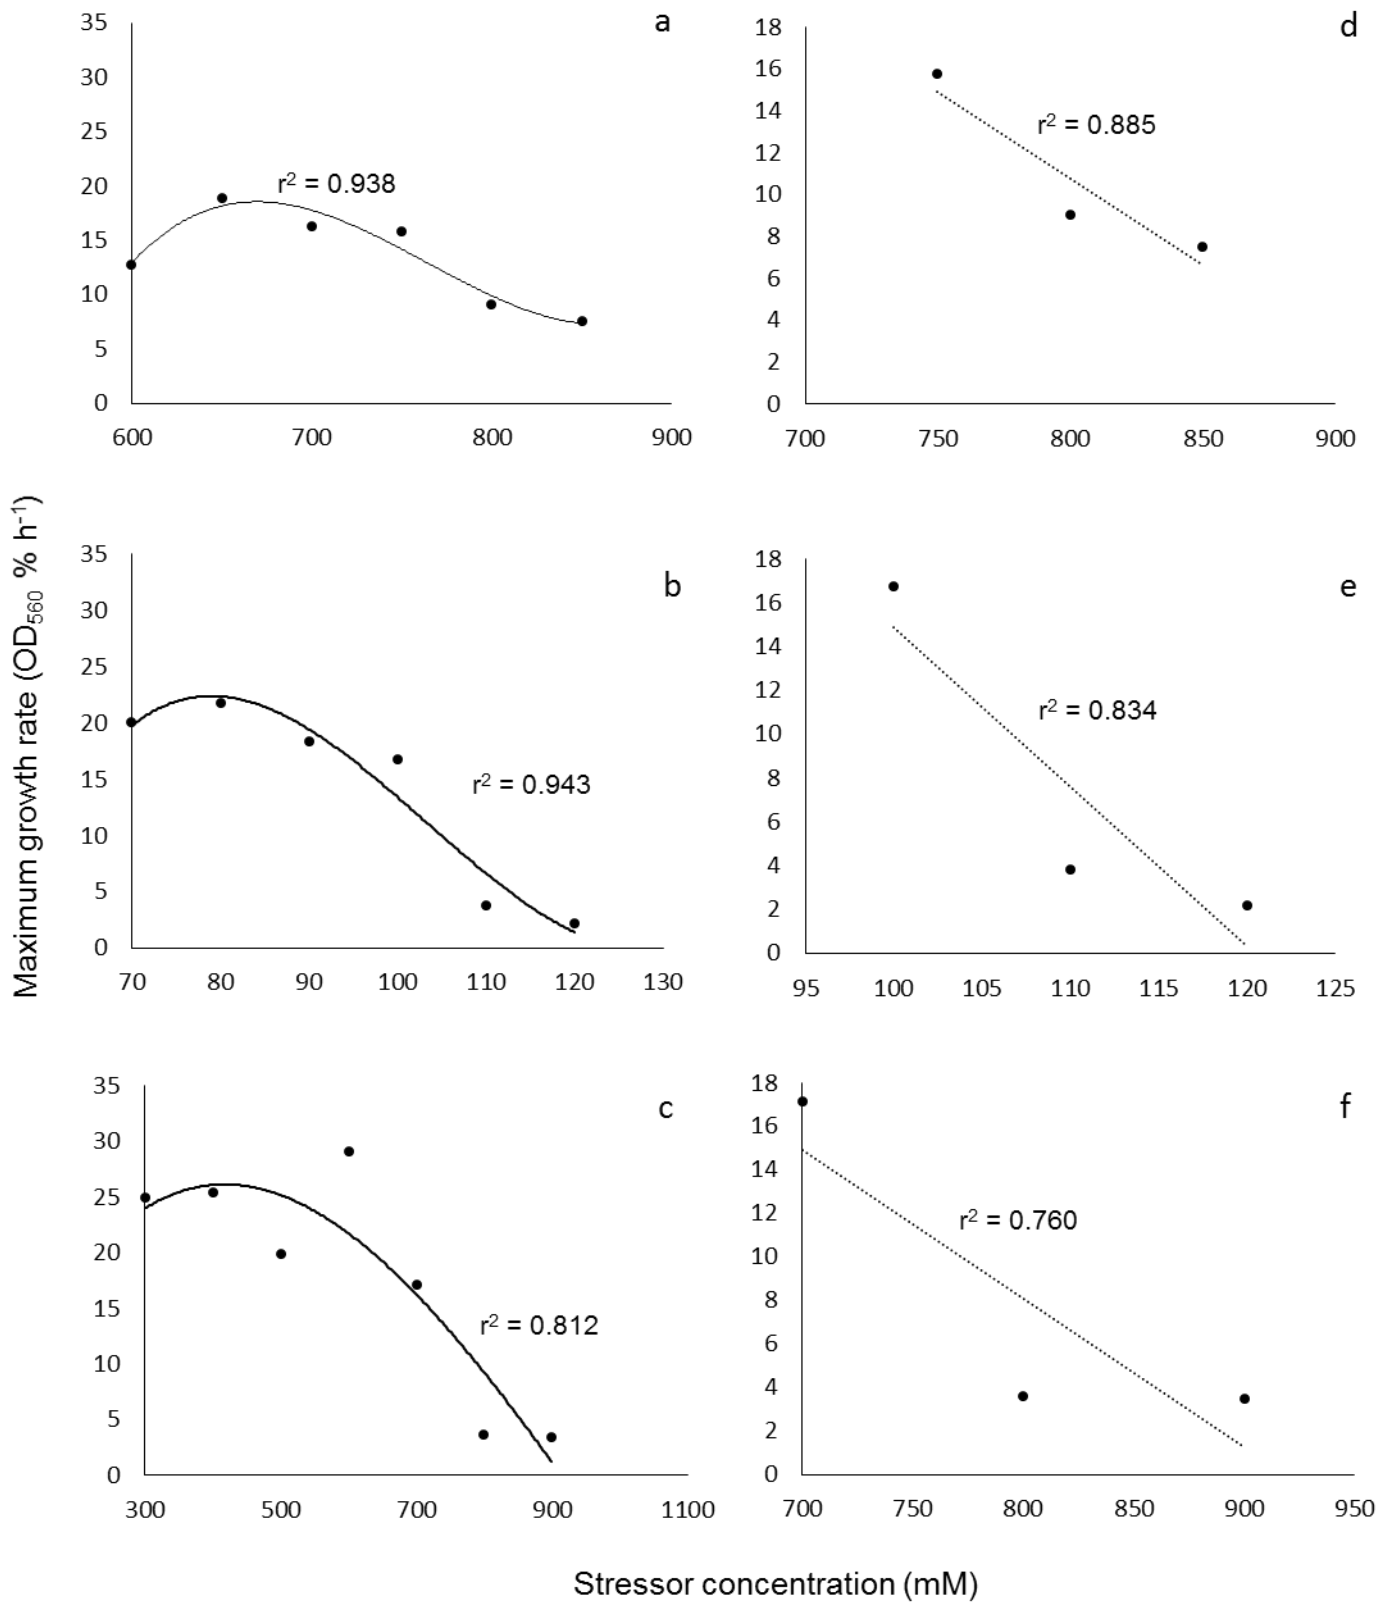 a
35
30
25
20
15
10
5
0
r² = 0.938
600 700 800 900
d
18
16
14
12
10
8
6
4
2
0
r² = 0.885
700 750 800 850 900
Maximum growth rate (OD₅₆₀ % h⁻¹)
b
35
30
25
20
15
10
5
0
r² = 0.943
70 80 90 100 110 120 130
e
18
16
14
12
10
8
6
4
2
0
r² = 0.834
95 100 105 110 115 120 125
c
35
30
25
20
15
10
5
0
r² = 0.812
300 500 700 900 1100
f
18
16
14
12
10
8
6
4
2
0
r² = 0.760
700 750 800 850 900 950
Stressor concentration (mM)